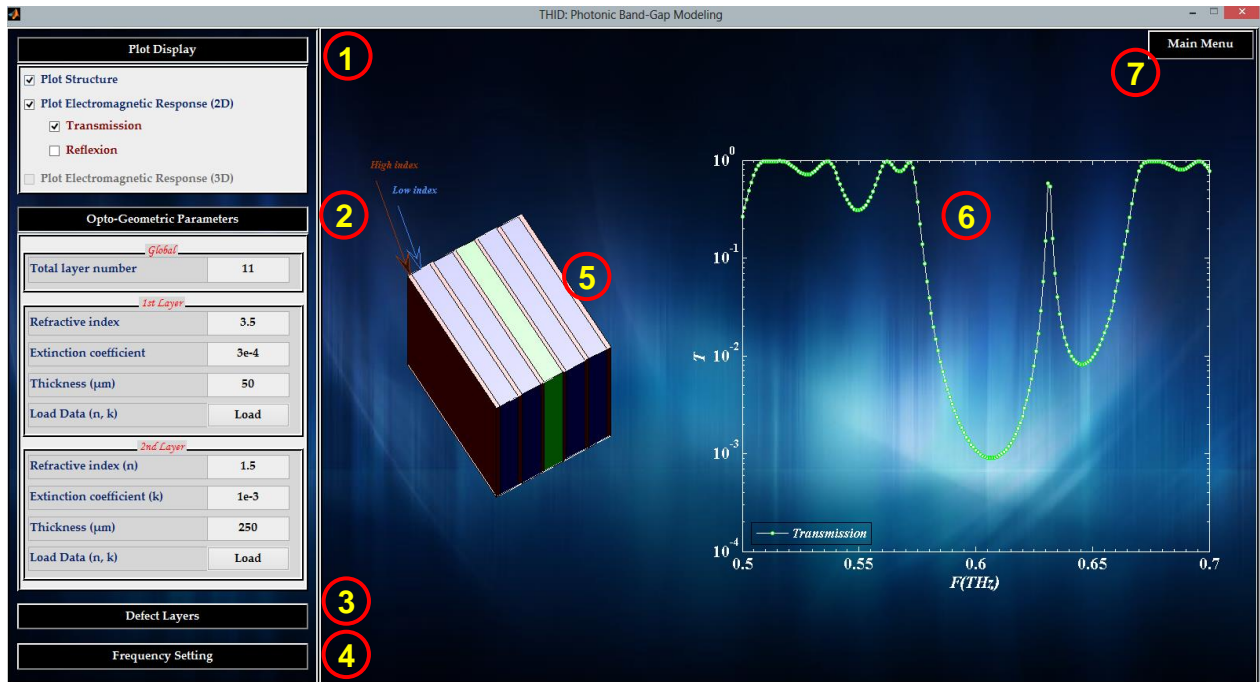 THID: Photonic Band-Gap Modeling
Plot Display
1
Plot Structure
Plot Electromagnetic Response (2D)
Transmission
Reflexion
Plot Electromagnetic Response (3D)
Opto-Geometric Parameters
2
Global
Total layer number 11
1st Layer
Refractive index 3.5
Extinction coefficient 3e-4
Thickness (µm) 50
Load Data (n, k) Load
2nd Layer
Refractive index (n) 1.5
Extinction coefficient (k) 1e-3
Thickness (µm) 250
Load Data (n, k) Load
Defect Layers
3
Frequency Setting
4
High index
Low index
5
Main Menu
7
6
10^0
10^-1
10^-2
10^-3
10^-4
T
Transmission
0.5 0.55 0.6 0.65 0.7
F(THz)